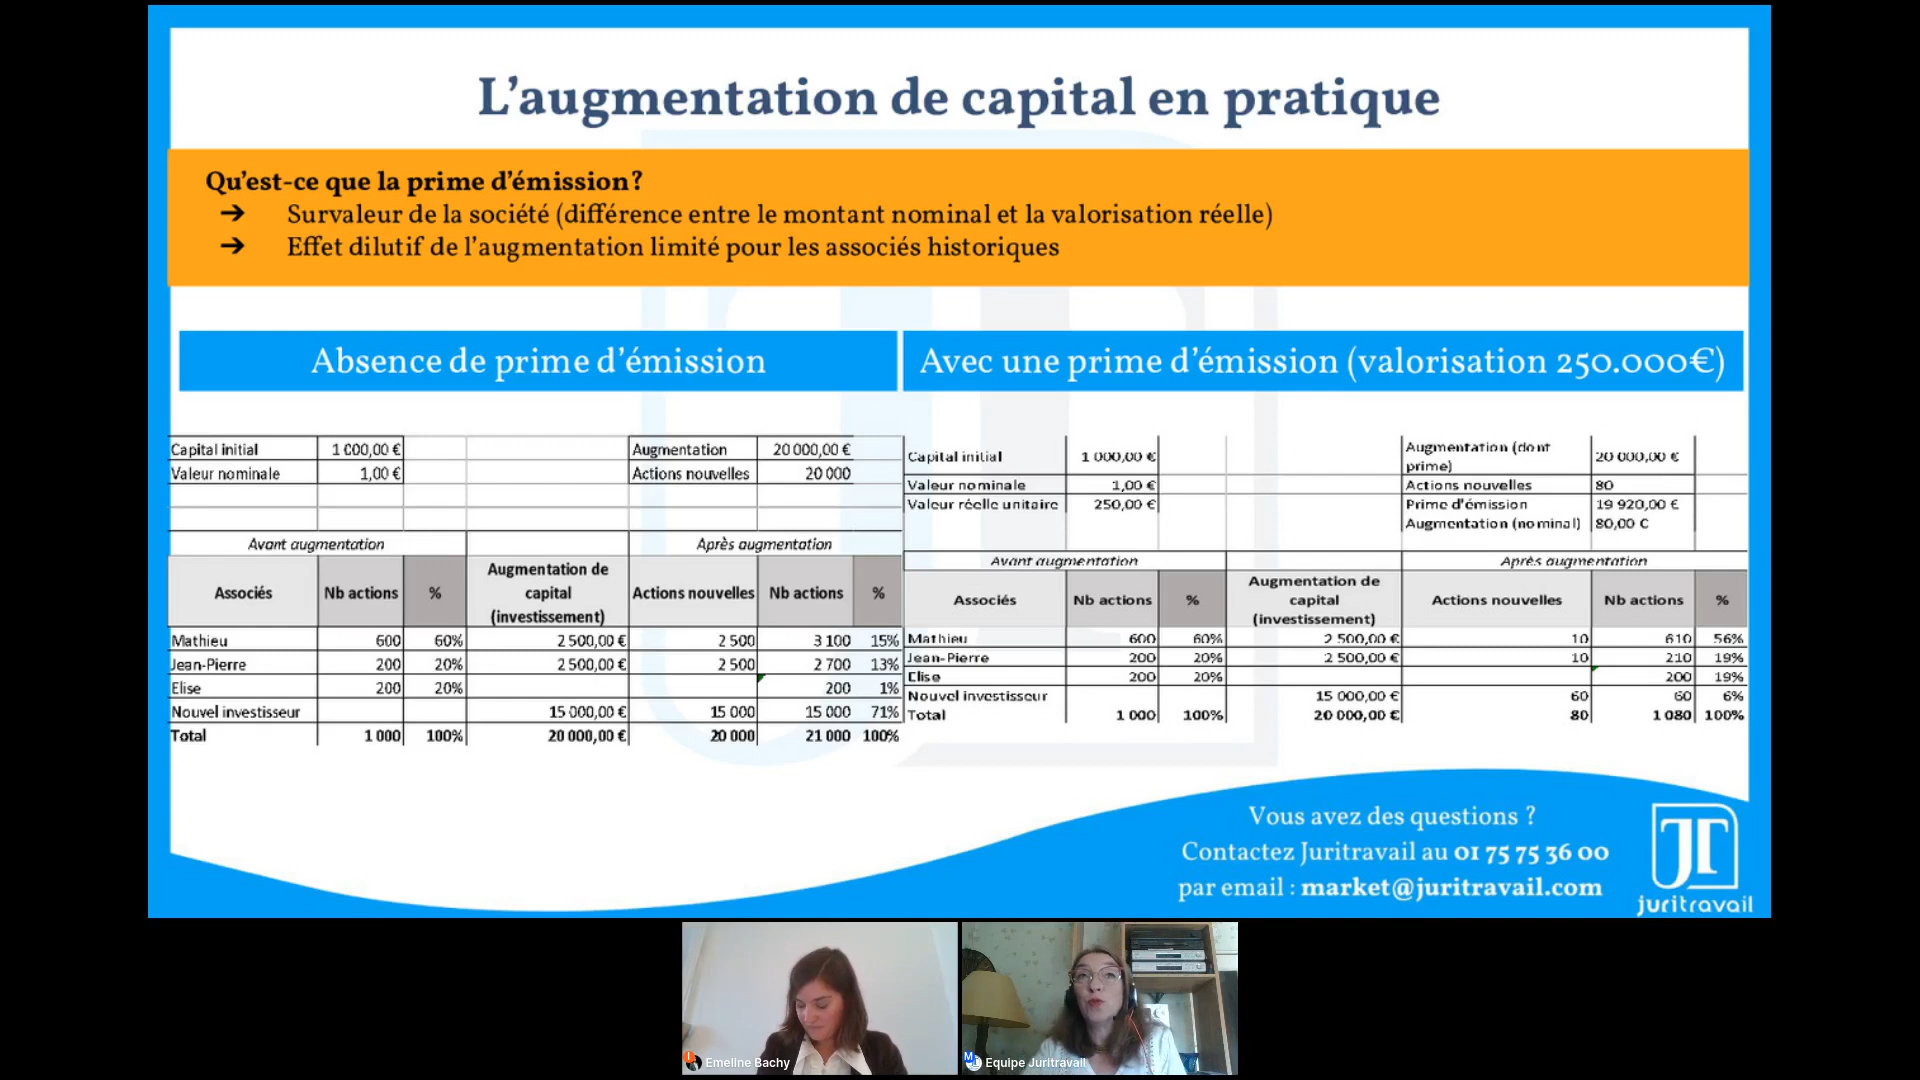 L'augmentation de capital en pratique
Qu'est-ce que la prime d'émission?
➔ Survaleur de la société (différence entre le montant nominal et la valorisation réelle)
➔ Effet dilutif de l'augmentation limité pour les associés historiques
Absence de prime d'émission
Capital initial 1 000,00 € Augmentation 20 000,00 €
Valeur nominale 1,00 € Actions nouvelles 20 000
Avant augmentation Après augmentation
Associés Nb actions % Augmentation de capital (investissement) Actions nouvelles Nb actions %
Mathieu 600 60% 2 500,00 € 2 500 3 100 15%
Jean-Pierre 200 20% 2 500,00 € 2 500 2 700 13%
Elise 200 20% 200 1%
Nouvel investisseur 15 000,00 € 15 000 15 000 71%
Total 1 000 100% 20 000,00 € 20 000 21 000 100%
Avec une prime d'émission (valorisation 250.000€)
Capital initial 1 000,00 € Augmentation (dont prime) 20 000,00 €
Valeur nominale 1,00 € Actions nouvelles 80
Valeur réelle unitaire 250,00 € Prime d'émission 19 920,00 €
Augmentation (nominal) 80,00 €
Avant augmentation Après augmentation
Associés Nb actions % Augmentation de capital (investissement) Actions nouvelles Nb actions %
Mathieu 600 60% 2 500,00 € 10 610 56%
Jean-Pierre 200 20% 2 500,00 € 10 210 19%
Elise 200 20% 200 19%
Nouvel investisseur 15 000,00 € 60 60 6%
Total 1 000 100% 20 000,00 € 80 1 080 100%
Vous avez des questions ?
Contactez Juritravail au 01 75 75 36 00
par email : market@juritravail.com
JT
juritravail
Emeline Bachy
Equipe Juritravail